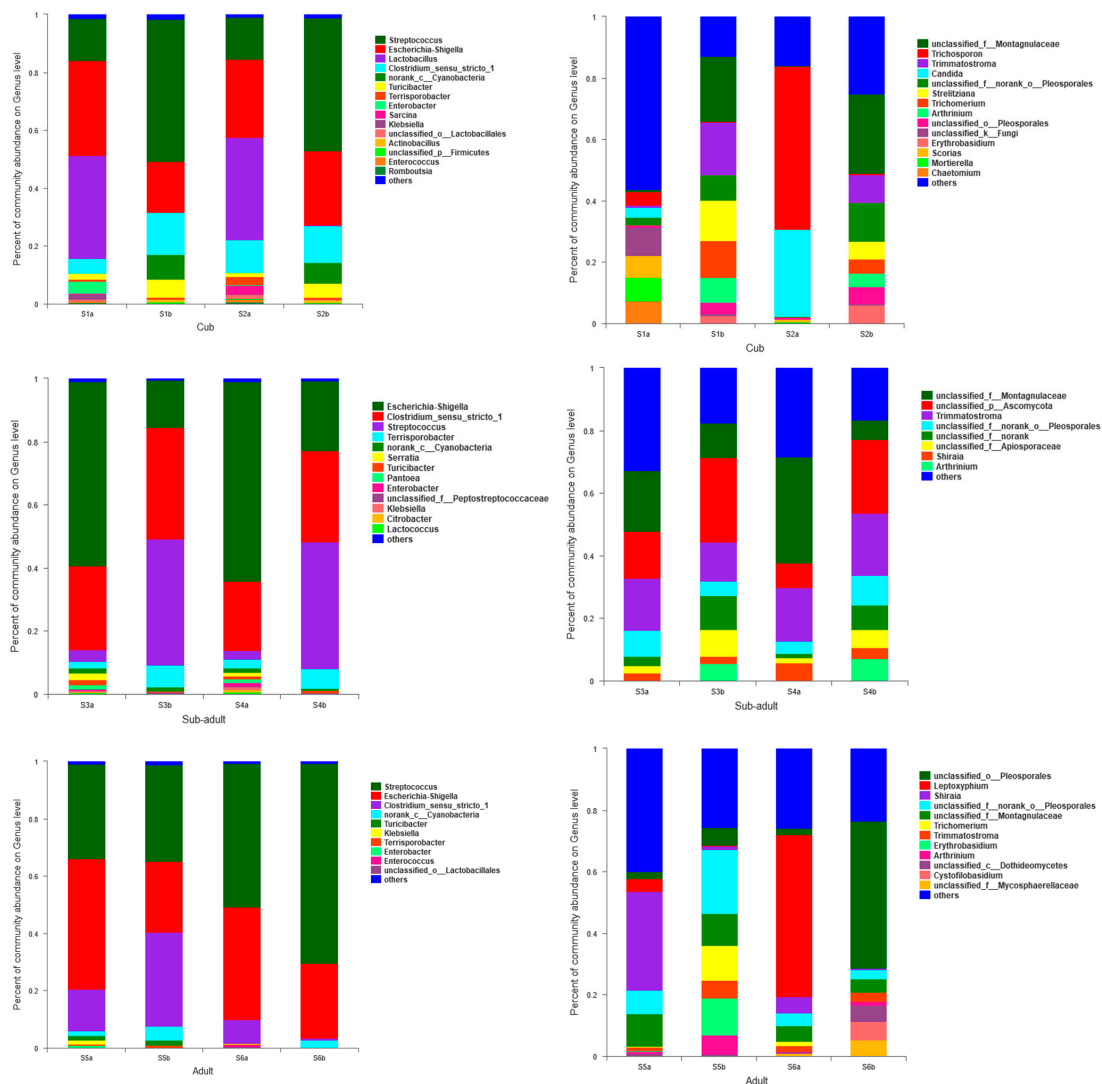 Percent of community abundance on Genus level
1
0.8
0.6
0.4
0.2
0
S1a
S1b
S2a
S2b
Cub
Streptococcus
Escherichia-Shigella
Lactobacillus
Clostridium_sensu_stricto_1
norank_c__Cyanobacteria
Turicibacter
Terrisporobacter
Enterobacter
Sarcina
Klebsiella
unclassified_o__Lactobacillales
Actinobacillus
unclassified_p__Firmicutes
Enterococcus
Romboutsia
others
Percent of community abundance on Genus level
1
0.8
0.6
0.4
0.2
0
S1a
S1b
S2a
S2b
Cub
unclassified_f__Montagnulaceae
Trichosporon
Trimmatostroma
Candida
unclassified_f__norank_o__Pleosporales
Strelitziana
Trichomerium
Arthrinium
unclassified_o__Pleosporales
unclassified_k__Fungi
Erythrobasidium
Scorias
Mortierella
Chaetomium
others
Percent of community abundance on Genus level
1
0.8
0.6
0.4
0.2
0
S3a
S3b
S4a
S4b
Sub-adult
Escherichia-Shigella
Clostridium_sensu_stricto_1
Streptococcus
Terrisporobacter
norank_c__Cyanobacteria
Serratia
Turicibacter
Pantoea
Enterobacter
unclassified_f__Peptostreptococcaceae
Klebsiella
Citrobacter
Lactococcus
others
Percent of community abundance on Genus level
1
0.8
0.6
0.4
0.2
0
S3a
S3b
S4a
S4b
Sub-adult
unclassified_f__Montagnulaceae
unclassified_p__Ascomycota
Trimmatostroma
unclassified_f__norank_o__Pleosporales
unclassified_f__norank
unclassified_f__Apiosporaceae
Shiraia
Arthrinium
others
Percent of community abundance on Genus level
1
0.8
0.6
0.4
0.2
0
S5a
S5b
S6a
S6b
Adult
Streptococcus
Escherichia-Shigella
Clostridium_sensu_stricto_1
norank_c__Cyanobacteria
Turicibacter
Klebsiella
Terrisporobacter
Enterobacter
Enterococcus
unclassified_o__Lactobacillales
others
Percent of community abundance on Genus level
1
0.8
0.6
0.4
0.2
0
S5a
S5b
S6a
S6b
Adult
unclassified_o__Pleosporales
Leptoxyphium
Shiraia
unclassified_f__norank_o__Pleosporales
unclassified_f__Montagnulaceae
Trichomerium
Trimmatostroma
Erythrobasidium
Arthrinium
unclassified_c__Dothideomycetes
Cystofilobasidium
unclassified_f__Mycosphaerellaceae
others